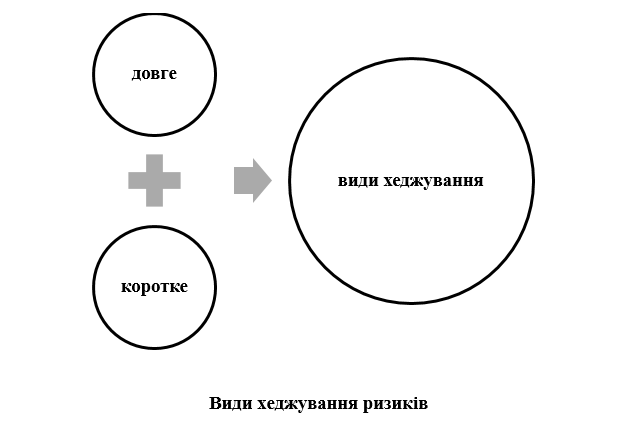 довге
види хеджування
коротке
Види хеджування ризиків